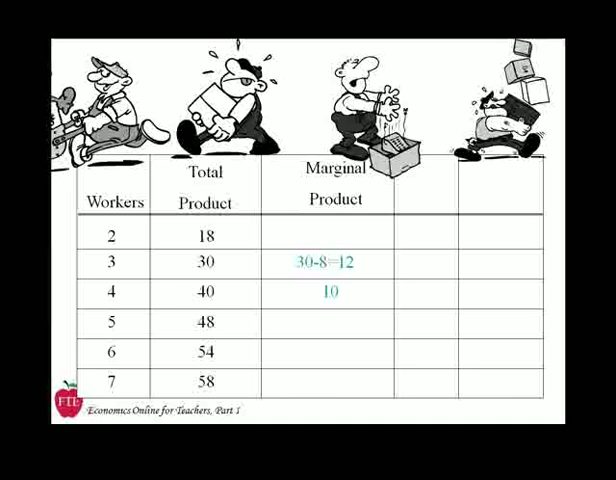 Total Marginal
Workers Product Product
2 18
3 30 30-8=12
4 40 10
5 48
6 54
7 58
FTE Economics Online for Teachers, Part 1